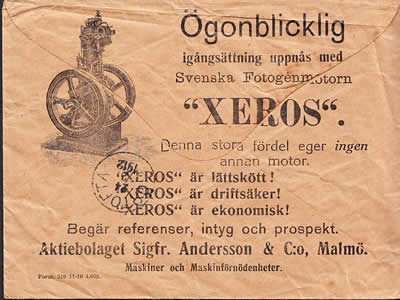 Ögonblicklig
igångsättning uppnås med
Svenska Fotogénmotorn
"XEROS".
Denna stora fördel eger ingen
annan motor.
"XEROS" är lättskött!
"XEROS" är driftsäker!
"XEROS" är ekonomisk!
Begär referenser, intyg och prospekt.
Aktiebolaget Sigfr. Andersson & C:o, Malmö.
Maskiner och Maskinförnödenheter.
1912